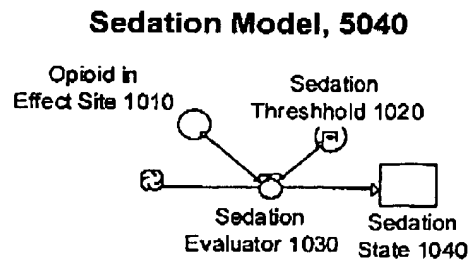 Sedation Model, 5040
Opioid in
Effect Site 1010
Sedation
Threshhold 1020
Sedation
Evaluator 1030
Sedation
State 1040